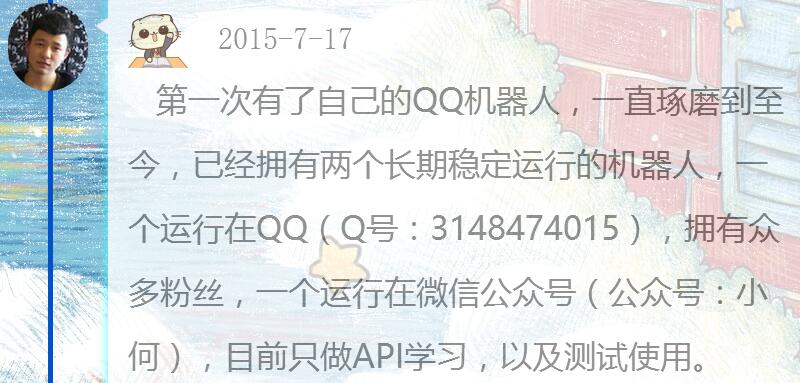 2015-7-17
第一次有了自己的QQ机器人，一直琢磨到至
今，已经拥有两个长期稳定运行的机器人，一
个运行在QQ（Q号：3148474015），拥有众
多粉丝，一个运行在微信公众号（公众号：小
何），目前只做API学习，以及测试使用。